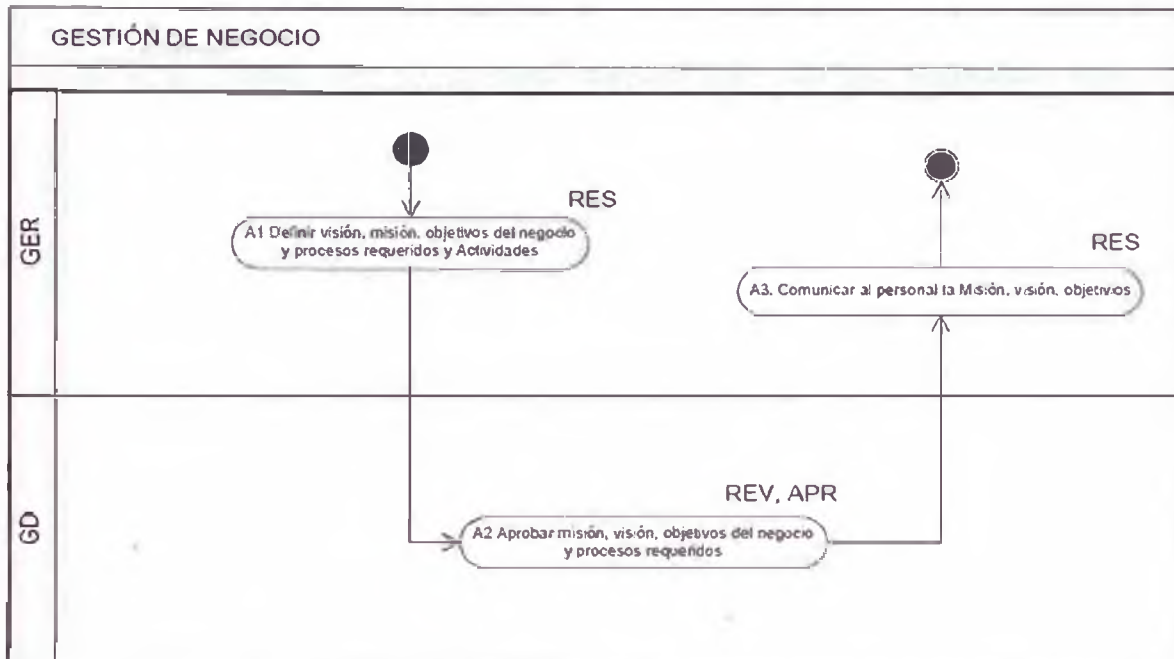 GESTIÓN DE NEGOCIO
GER
RES
A1 Definir visión, misión, objetivos del negocio
y procesos requeridos y Actividades
RES
A3. Comunicar al personal la Misión, visión, objetivos
GD
REV, APR
A2 Aprobar misión, visión, objetivos del negocio
y procesos requeridos